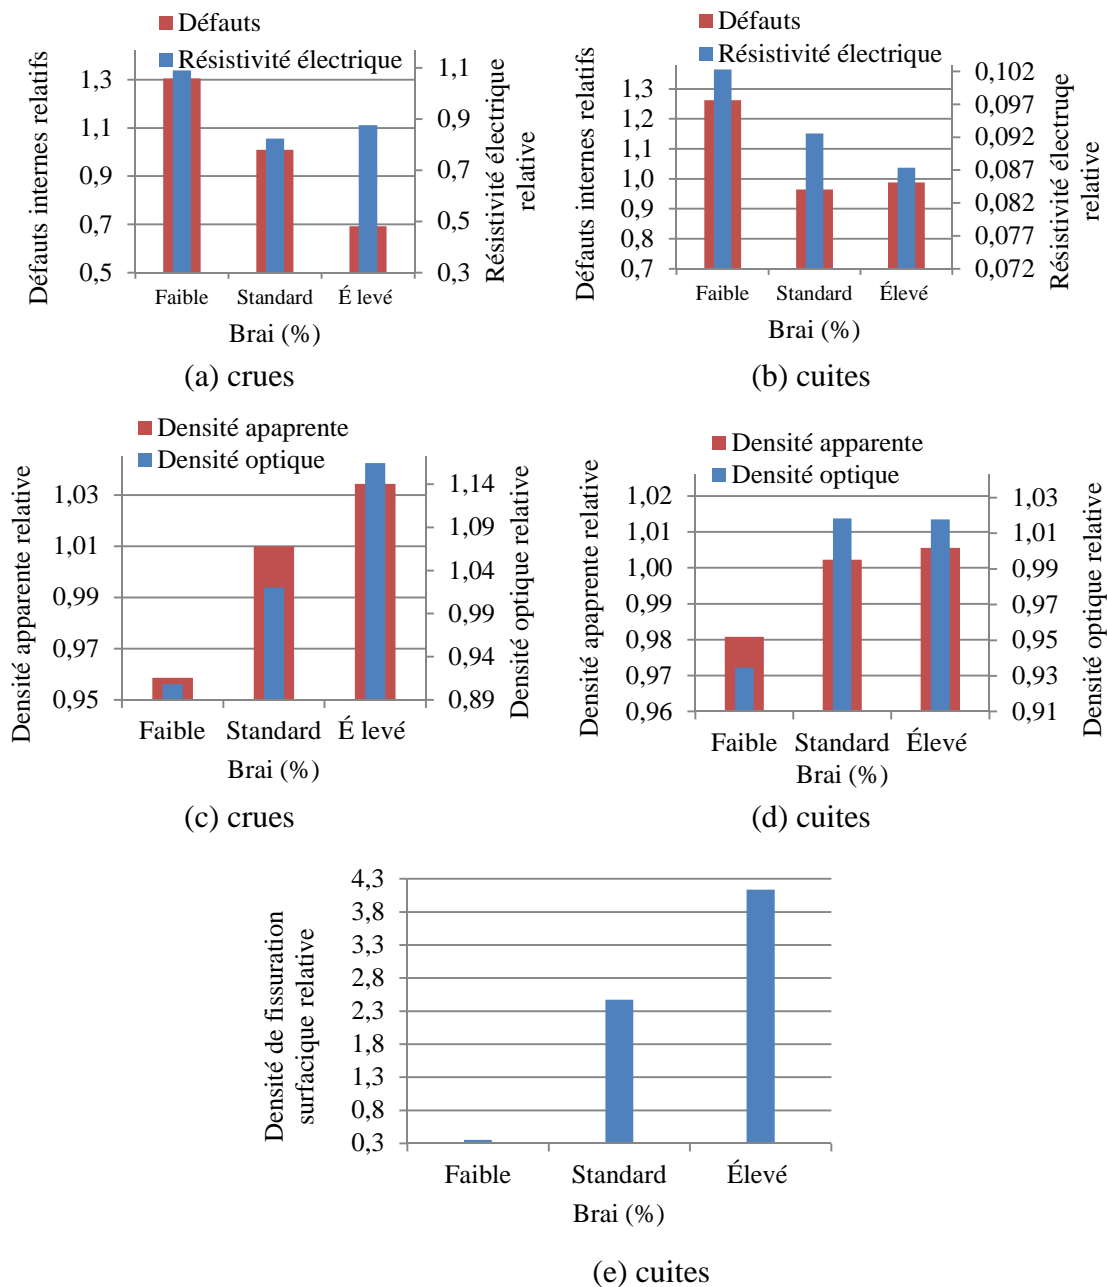 Défauts
Résistivité électrique
Défauts internes relatifs
1,3
1,1
0,9
0,7
0,5
1,1
0,9
0,7
0,5
0,3
Résistivité électrique
relative
Faible Standard É levé
Brai (%)
(a) crues
Défauts
Résistivité électrique
Défauts internes relatifs
1,3
1,2
1,1
1,0
0,9
0,8
0,7
0,102
0,097
0,092
0,087
0,082
0,077
0,072
Résistivité électruqe
relative
Faible Standard Élevé
Brai (%)
(b) cuites
Densité apaprente
Densité optique
Densité apparente relative
1,03
1,01
0,99
0,97
0,95
1,14
1,09
1,04
0,99
0,94
0,89
Densité optique relative
Faible Standard É levé
Brai (%)
(c) crues
Densité apparente
Densité optique
Densité apaprente relative
1,02
1,01
1,00
0,99
0,98
0,97
0,96
1,03
1,01
0,99
0,97
0,95
0,93
0,91
Densité optique relative
Faible Standard Élevé
Brai (%)
(d) cuites
Densité de fissuration
surfacique relative
4,3
3,8
3,3
2,8
2,3
1,8
1,3
0,8
0,3
Faible Standard Élevé
Brai (%)
(e) cuites